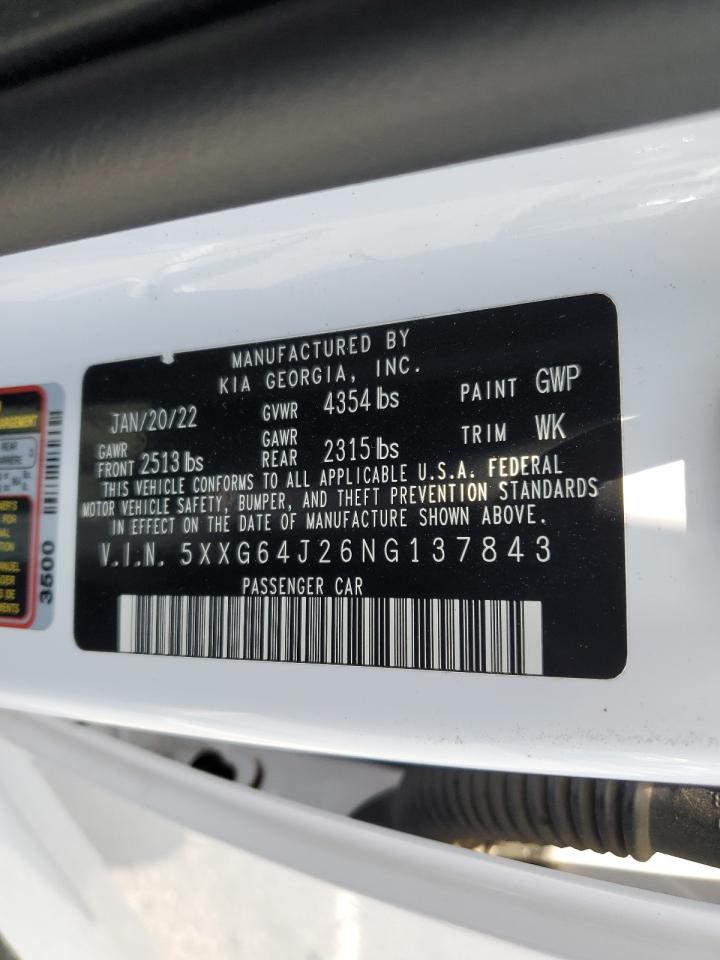 MANUFACTURED BY
KIA GEORGIA, INC.
JAN/20/22 GVWR 4354 lbs PAINT GWP
GAWR FRONT 2513 lbs GAWR REAR 2315 lbs TRIM WK
THIS VEHICLE CONFORMS TO ALL APPLICABLE U.S.A. FEDERAL
MOTOR VEHICLE SAFETY, BUMPER, AND THEFT PREVENTION STANDARDS
IN EFFECT ON THE DATE OF MANUFACTURE SHOWN ABOVE.
V.I.N. 5XXG64J26NG137843
PASSENGER CAR
REAR
FOR
3500